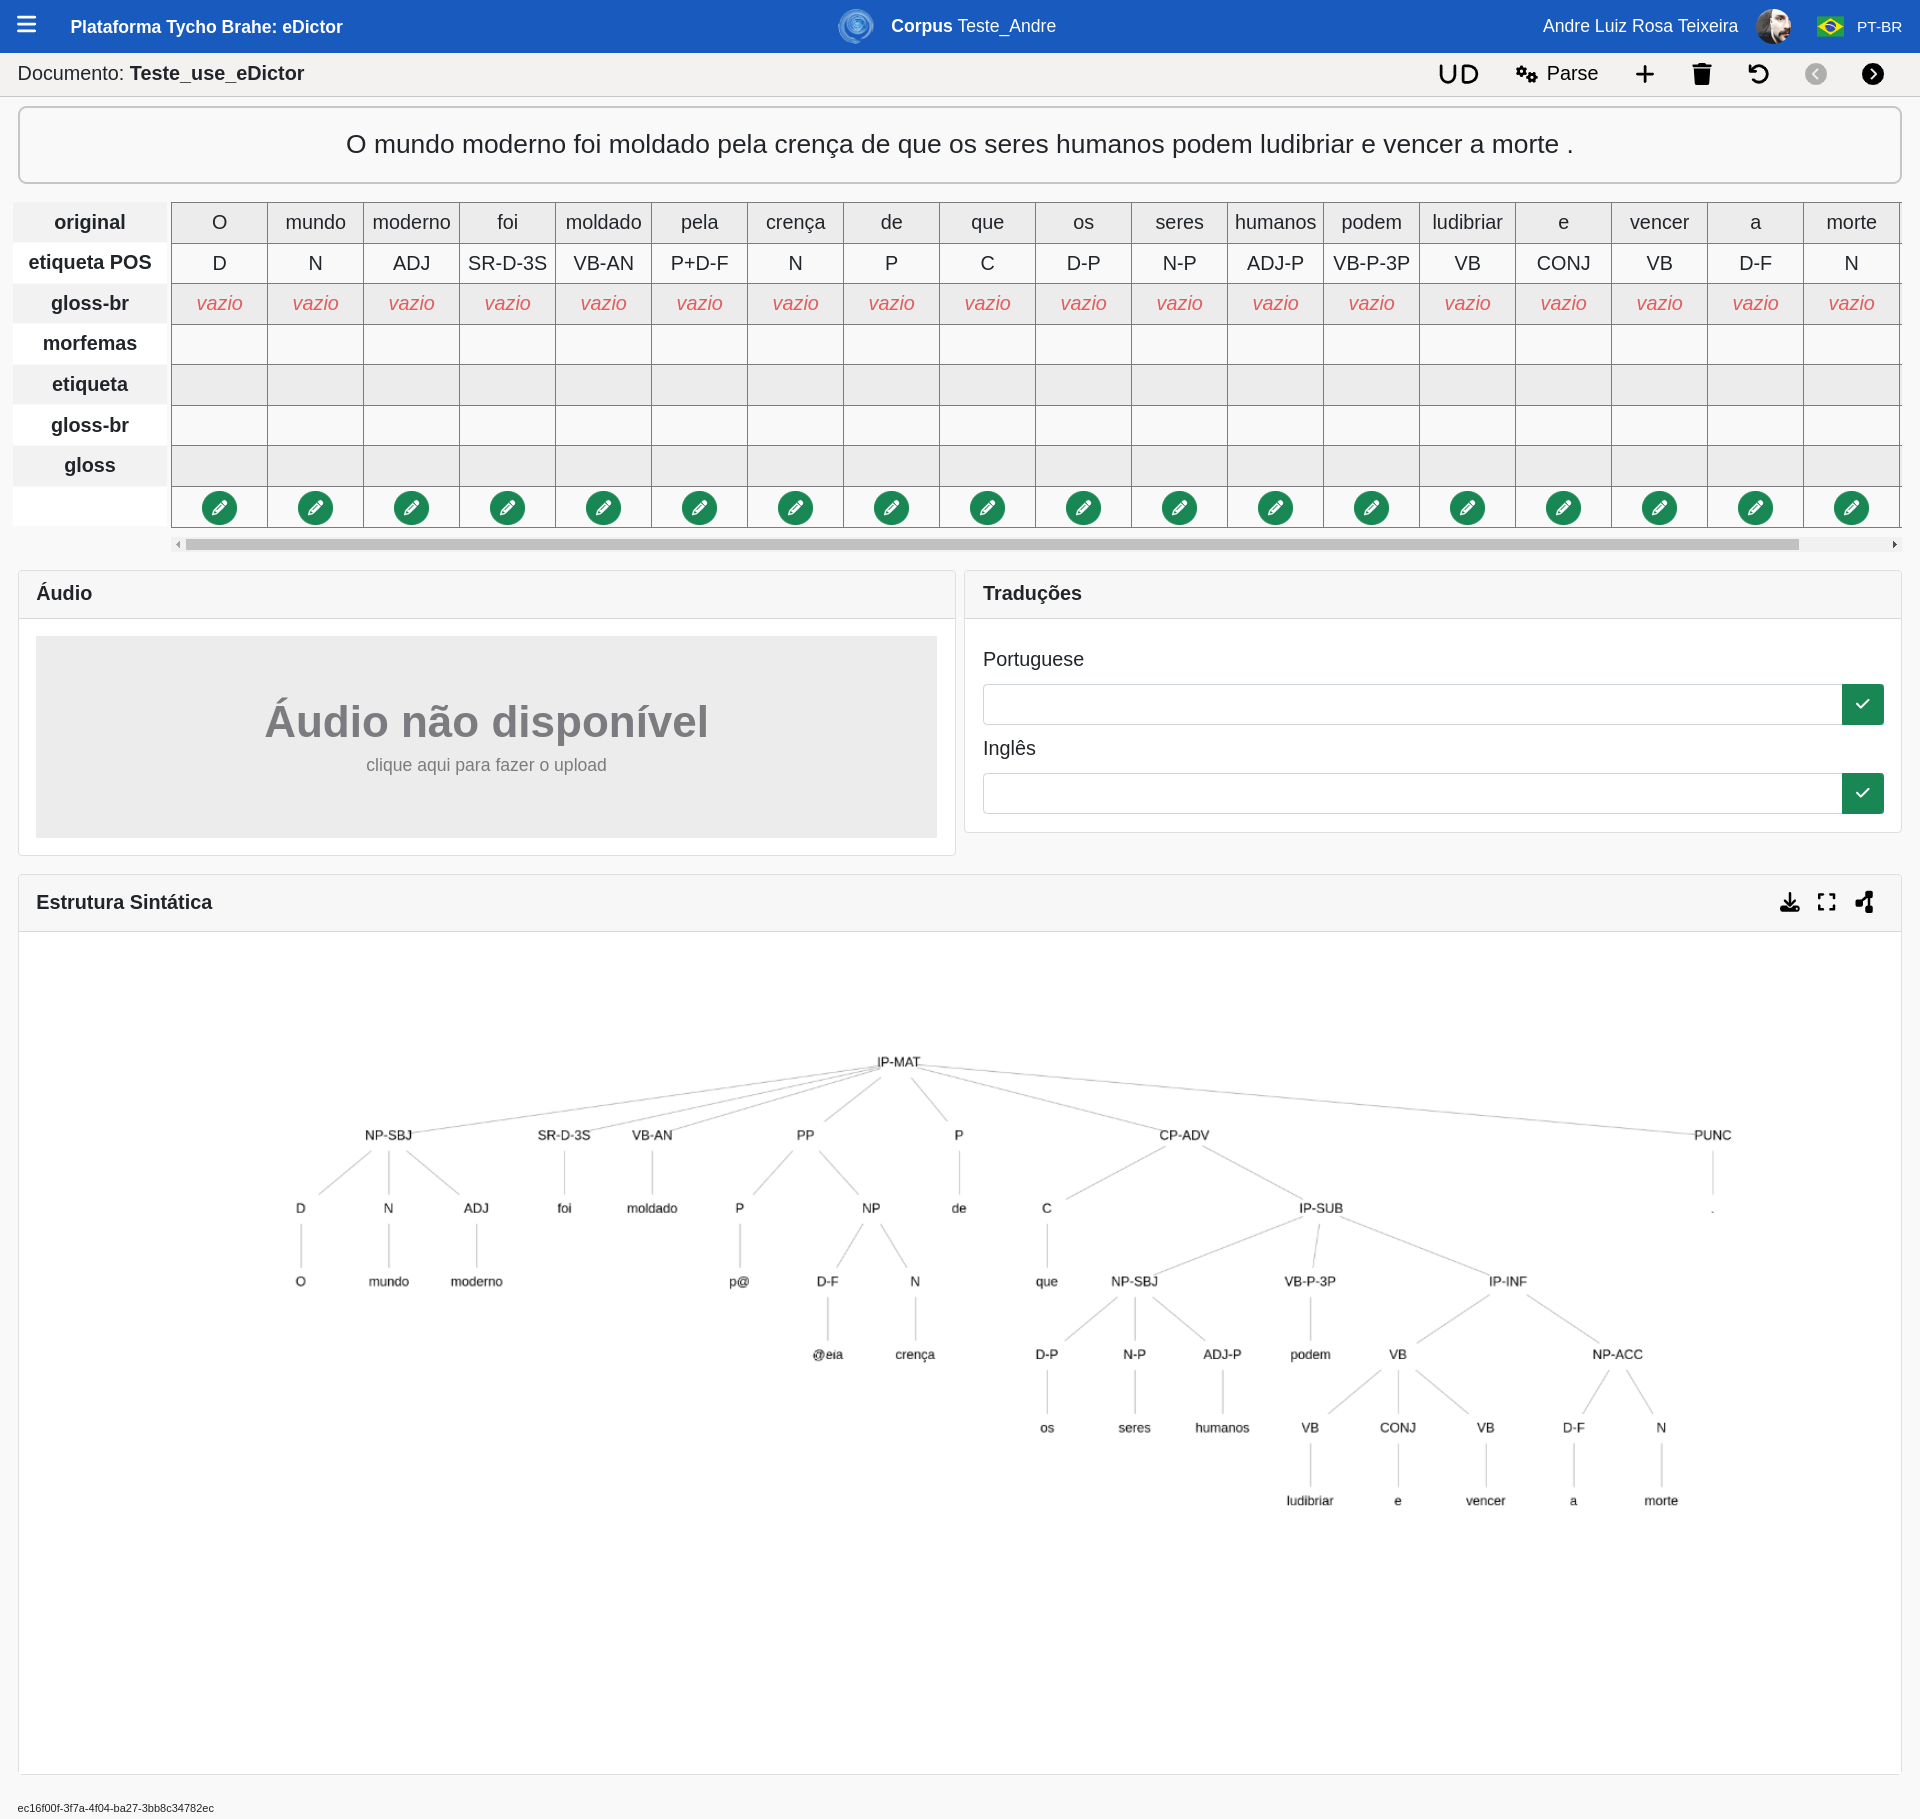 Plataforma Tycho Brahe: eDictor
Corpus Teste_Andre
Andre Luiz Rosa Teixeira
PT-BR
Documento: Teste_use_eDictor
UD
Parse
O mundo moderno foi moldado pela crença de que os seres humanos podem ludibriar e vencer a morte .
original O mundo moderno foi moldado pela crença de que os seres humanos podem ludibriar e vencer a morte
etiqueta POS D N ADJ SR-D-3S VB-AN P+D-F N P C D-P N-P ADJ-P VB-P-3P VB CONJ VB D-F N
gloss-br vazio vazio vazio vazio vazio vazio vazio vazio vazio vazio vazio vazio vazio vazio vazio vazio vazio vazio
morfemas
etiqueta
gloss-br
gloss
Áudio
Áudio não disponível
clique aqui para fazer o upload
Traduções
Portuguese
Inglês
Estrutura Sintática
IP-MAT
NP-SBJ SR-D-3S VB-AN PP P CP-ADV PUNC
D N ADJ foi moldado P NP de C IP-SUB .
O mundo moderno p@ D-F N que NP-SBJ VB-P-3P IP-INF
@ela crença D-P N-P ADJ-P podem VB NP-ACC
os seres humanos VB CONJ VB D-F N
ludibriar e vencer a morte
ec16f00f-3f7a-4f04-ba27-3bb8c34782ec